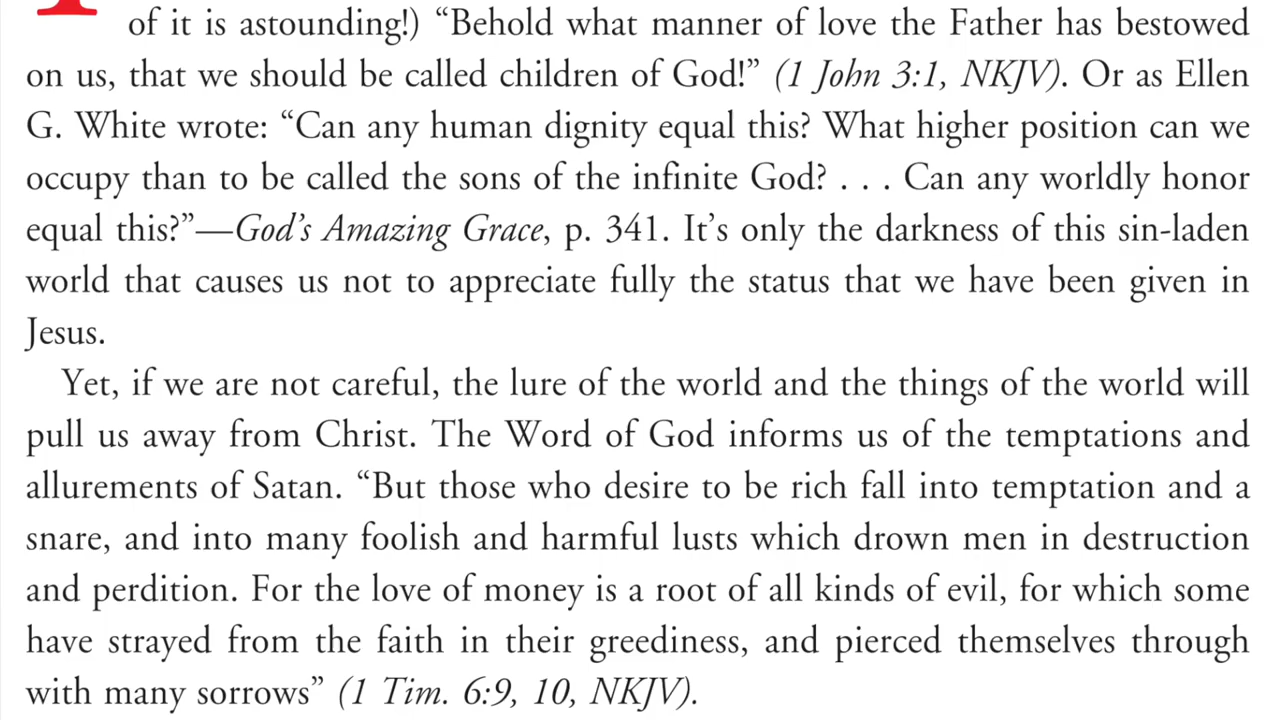 of it is astounding!) “Behold what manner of love the Father has bestowed
on us, that we should be called children of God!” (1 John 3:1, NKJV). Or as Ellen
G. White wrote: “Can any human dignity equal this? What higher position can we
occupy than to be called the sons of the infinite God? . . . Can any worldly honor
equal this?”—God’s Amazing Grace, p. 341. It’s only the darkness of this sin-laden
world that causes us not to appreciate fully the status that we have been given in
Jesus.
Yet, if we are not careful, the lure of the world and the things of the world will
pull us away from Christ. The Word of God informs us of the temptations and
allurements of Satan. “But those who desire to be rich fall into temptation and a
snare, and into many foolish and harmful lusts which drown men in destruction
and perdition. For the love of money is a root of all kinds of evil, for which some
have strayed from the faith in their greediness, and pierced themselves through
with many sorrows” (1 Tim. 6:9, 10, NKJV).